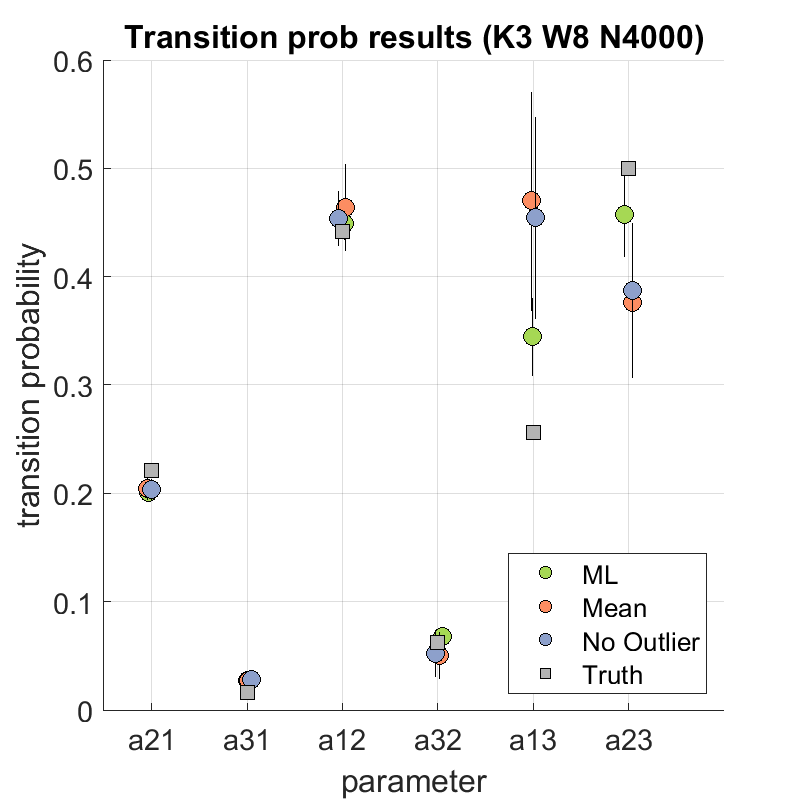 Transition prob results (K3 W8 N4000)
0.6
0.5
0.4
0.3
0.2
0.1
0
transition probability
a21 a31 a12 a32 a13 a23
parameter
ML
Mean
No Outlier
Truth